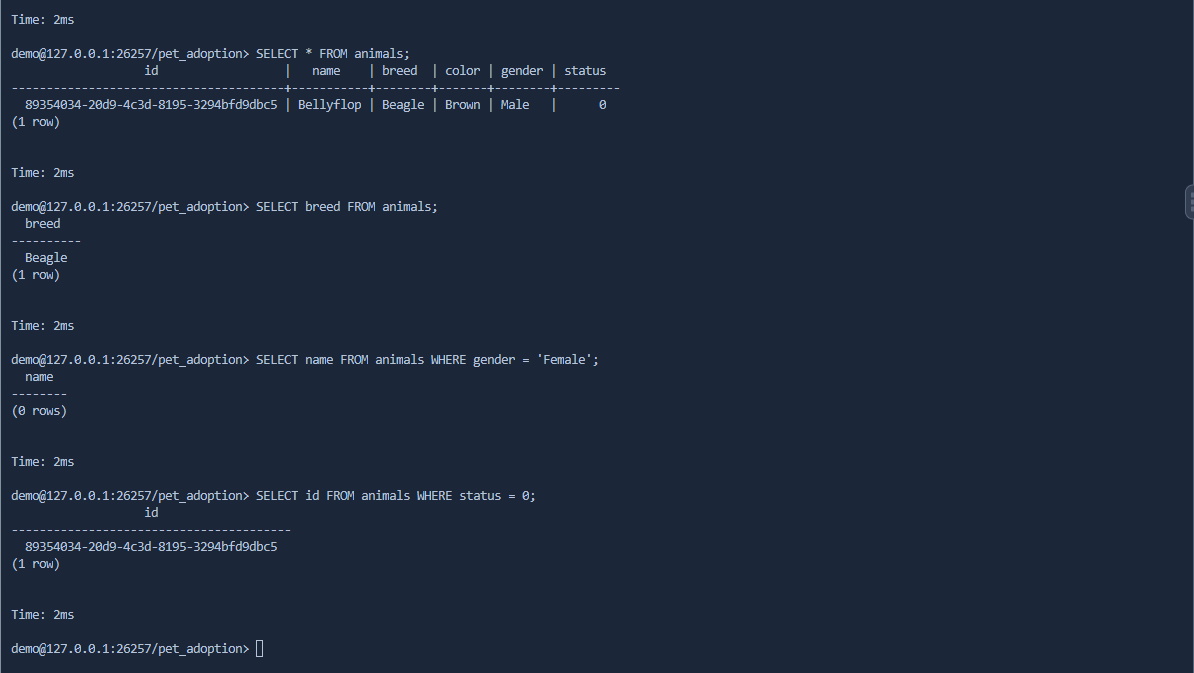 Time: 2ms
demo@127.0.0.1:26257/pet_adoption> SELECT * FROM animals;
                   id                  |   name    | breed  | color | gender | status
---------------------------------------+-----------+--------+-------+--------+---------
  89354034-20d9-4c3d-8195-3294bfd9dbc5 | Bellyflop | Beagle | Brown | Male   |      0
(1 row)
Time: 2ms
demo@127.0.0.1:26257/pet_adoption> SELECT breed FROM animals;
  breed
----------
  Beagle
(1 row)
Time: 2ms
demo@127.0.0.1:26257/pet_adoption> SELECT name FROM animals WHERE gender = 'Female';
  name
--------
(0 rows)
Time: 2ms
demo@127.0.0.1:26257/pet_adoption> SELECT id FROM animals WHERE status = 0;
                   id
----------------------------------------
  89354034-20d9-4c3d-8195-3294bfd9dbc5
(1 row)
Time: 2ms
demo@127.0.0.1:26257/pet_adoption>